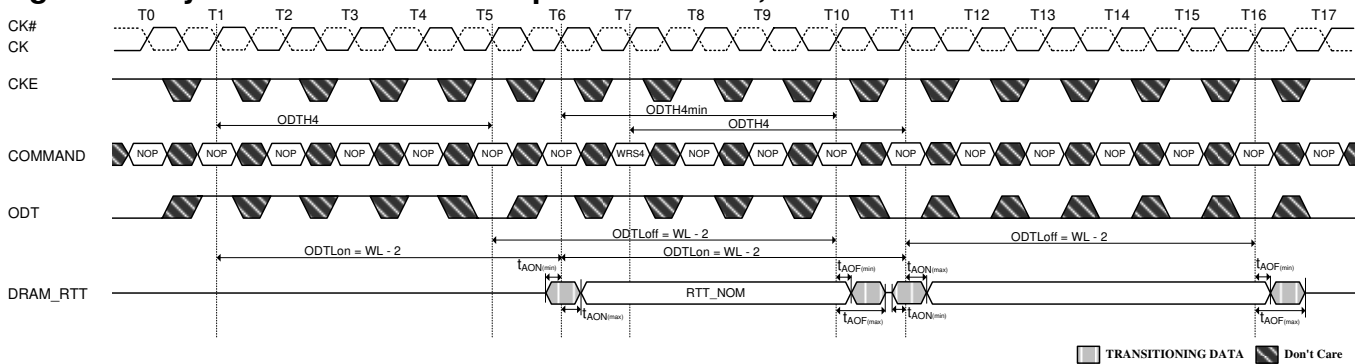 T0 T1 T2 T3 T4 T5 T6 T7 T8 T9 T10 T11 T12 T13 T14 T15 T16 T17
CK#
CK
CKE
ODTH4min
ODTH4 ODTH4
COMMAND NOP NOP NOP NOP NOP NOP NOP WRS4 NOP NOP NOP NOP NOP NOP NOP NOP NOP NOP
ODT
ODTLoff = WL - 2 ODTLoff = WL - 2
ODTLon = WL - 2 ODTLon = WL - 2
tAON(min) tAOF(min) tAON(max) tAOF(min)
DRAM_RTT RTT_NOM
tAON(max) tAOF(max) tAON(min) tAOF(max)
TRANSITIONING DATA Don't Care